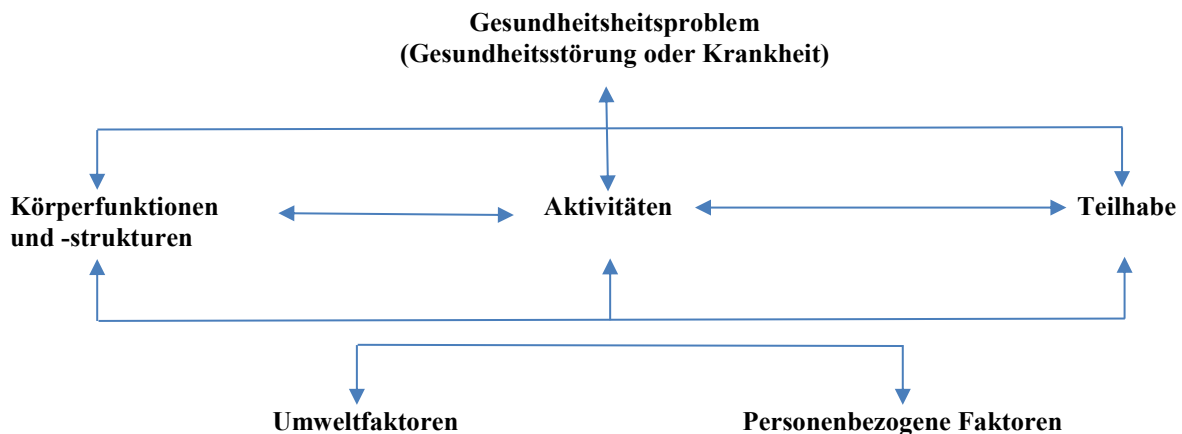 Gesundheitsheitsproblem
(Gesundheitsstörung oder Krankheit)
Körperfunktionen
und -strukturen
Aktivitäten
Teilhabe
Umweltfaktoren
Personenbezogene Faktoren